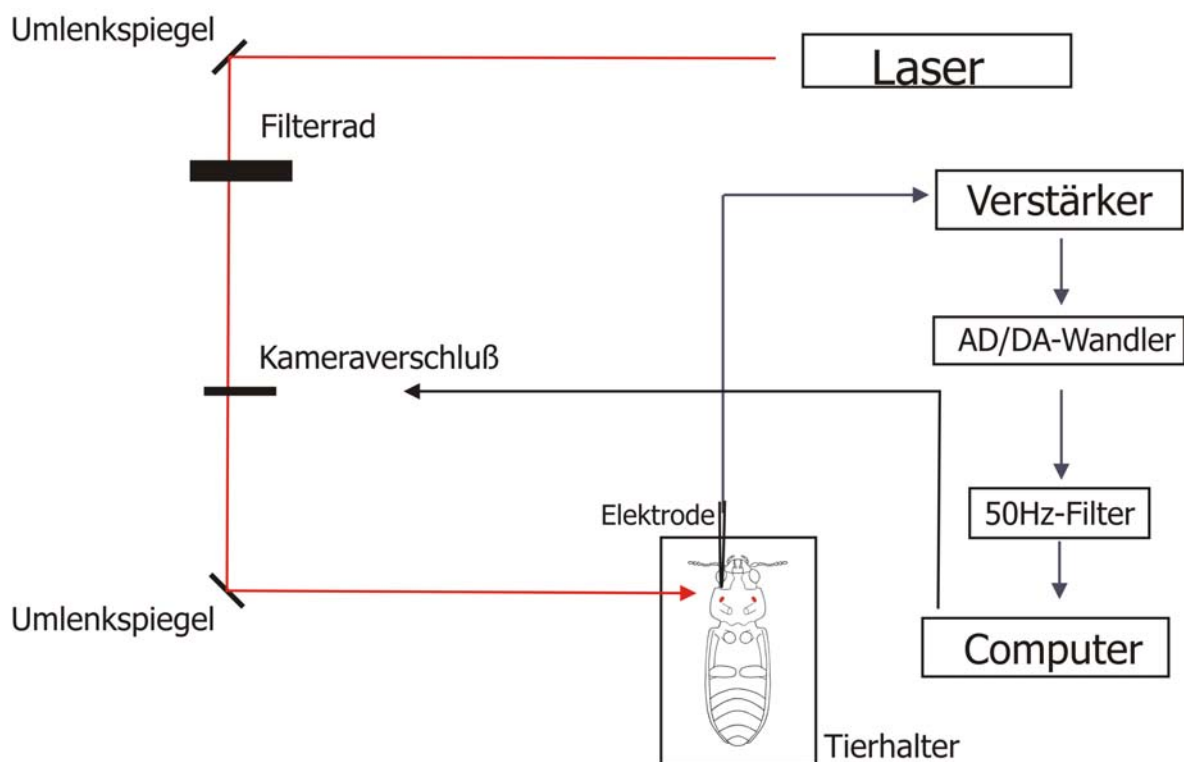 Umlenkspiegel
Laser
Filterrad
Verstärker
AD/DA-Wandler
Kameraverschluß
50Hz-Filter
Elektrode
Umlenkspiegel
Computer
Tierhalter